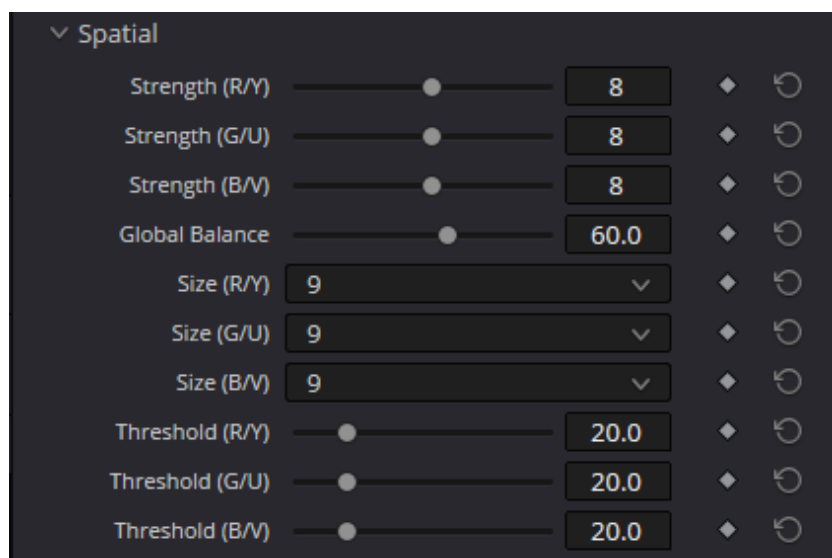 Spatial
Strength (R/Y) 8
Strength (G/U) 8
Strength (B/V) 8
Global Balance 60.0
Size (R/Y) 9
Size (G/U) 9
Size (B/V) 9
Threshold (R/Y) 20.0
Threshold (G/U) 20.0
Threshold (B/V) 20.0